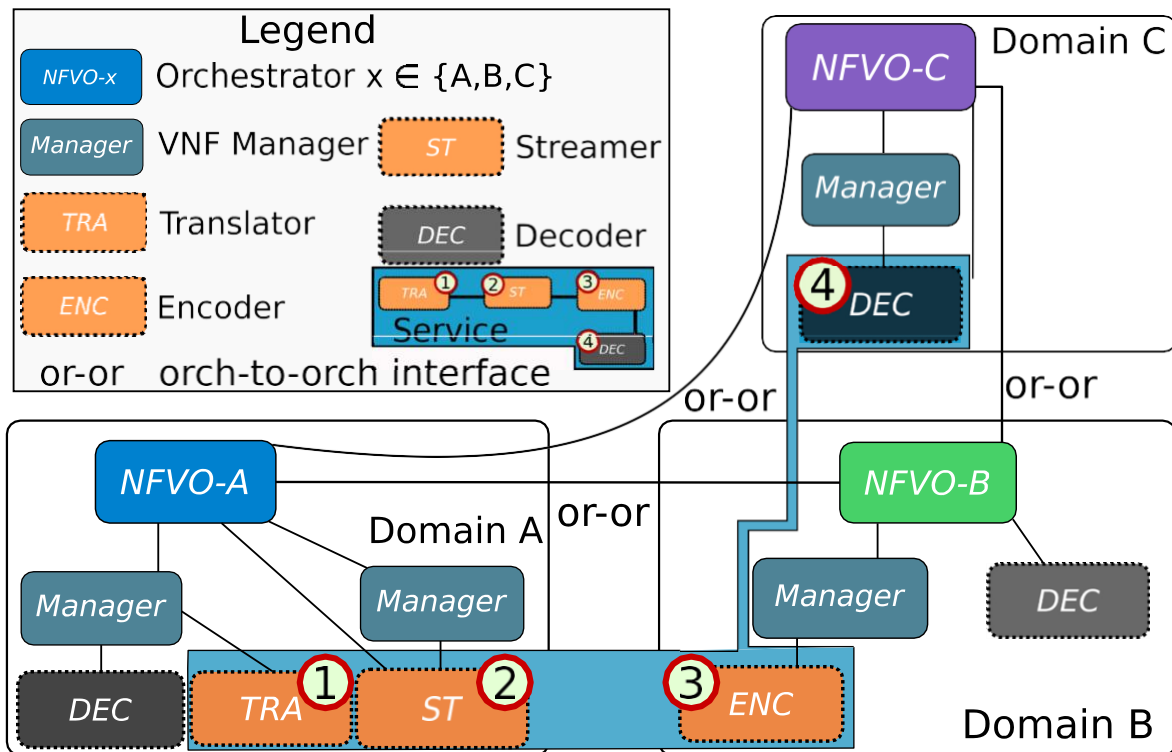 Legend
NFVO-x Orchestrator x ∈ {A,B,C}
Manager VNF Manager
ST Streamer
TRA Translator
DEC Decoder
ENC Encoder
TRA 1 2 ST 3 ENC
Service
4 DEC
or-or orch-to-orch interface
Domain C
NFVO-C
Manager
4 DEC
or-or
or-or
NFVO-A
Domain A
or-or
NFVO-B
Manager
Manager
Manager
DEC
DEC
TRA 1
ST 2
3 ENC
Domain B